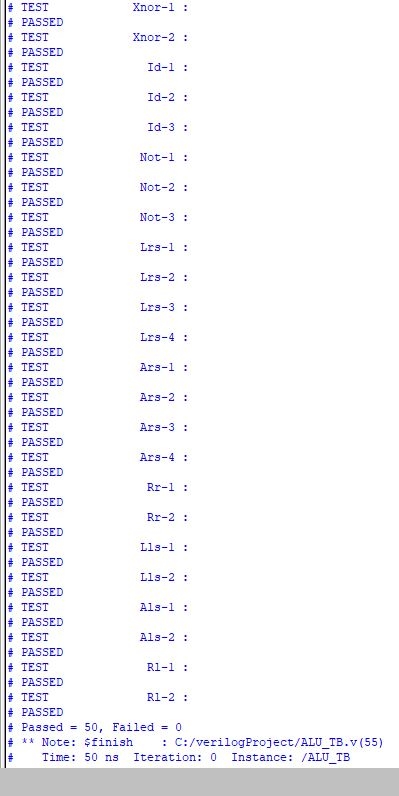 # TEST Xnor-1 :
# PASSED
# TEST Xnor-2 :
# PASSED
# TEST Id-1 :
# PASSED
# TEST Id-2 :
# PASSED
# TEST Id-3 :
# PASSED
# TEST Not-1 :
# PASSED
# TEST Not-2 :
# PASSED
# TEST Not-3 :
# PASSED
# TEST Lrs-1 :
# PASSED
# TEST Lrs-2 :
# PASSED
# TEST Lrs-3 :
# PASSED
# TEST Lrs-4 :
# PASSED
# TEST Ars-1 :
# PASSED
# TEST Ars-2 :
# PASSED
# TEST Ars-3 :
# PASSED
# TEST Ars-4 :
# PASSED
# TEST Rr-1 :
# PASSED
# TEST Rr-2 :
# PASSED
# TEST Lls-1 :
# PASSED
# TEST Lls-2 :
# PASSED
# TEST Als-1 :
# PASSED
# TEST Als-2 :
# PASSED
# TEST Rl-1 :
# PASSED
# TEST Rl-2 :
# PASSED
# Passed = 50, Failed = 0
# ** Note: $finish : C:/verilogProject/ALU_TB.v(55)
# Time: 50 ns Iteration: 0 Instance: /ALU_TB